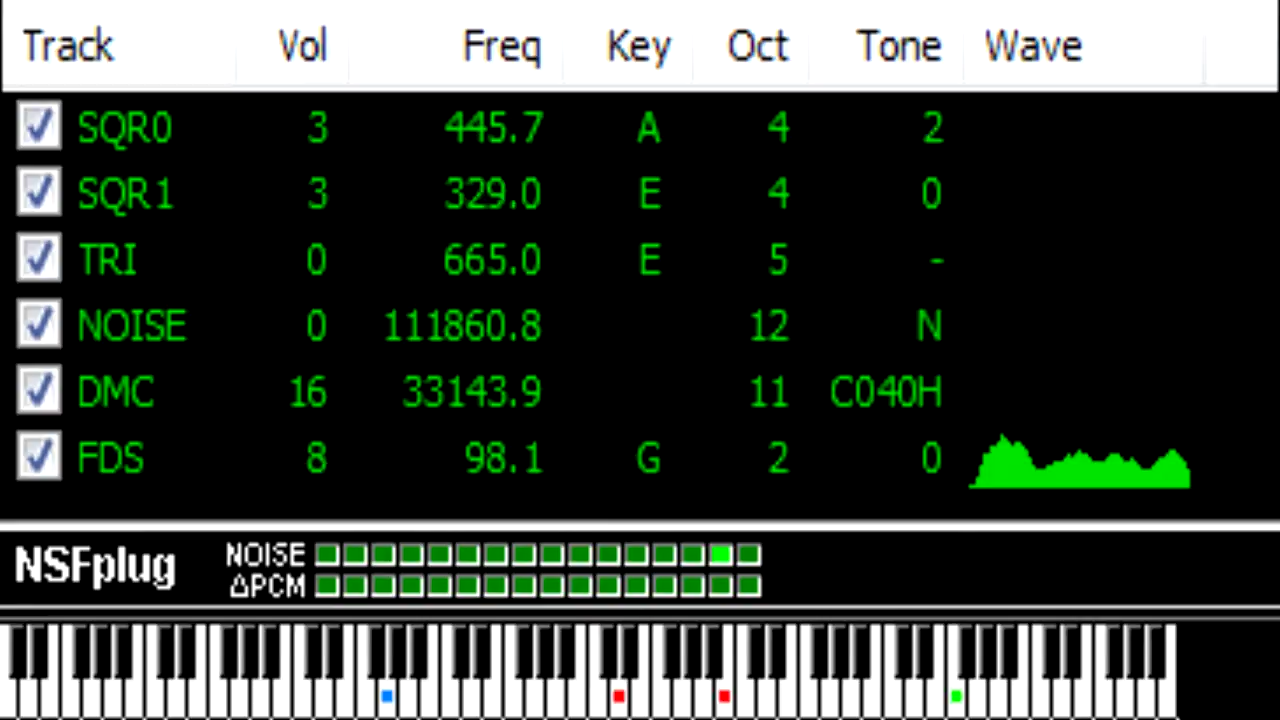 Track Vol Freq Key Oct Tone Wave
SQR0 3 445.7 A 4 2
SQR1 3 329.0 E 4 0
TRI 0 665.0 E 5 -
NOISE 0 111860.8 12 N
DMC 16 33143.9 11 C040H
FDS 8 98.1 G 2 0
NSFplug NOISE
ΔPCM